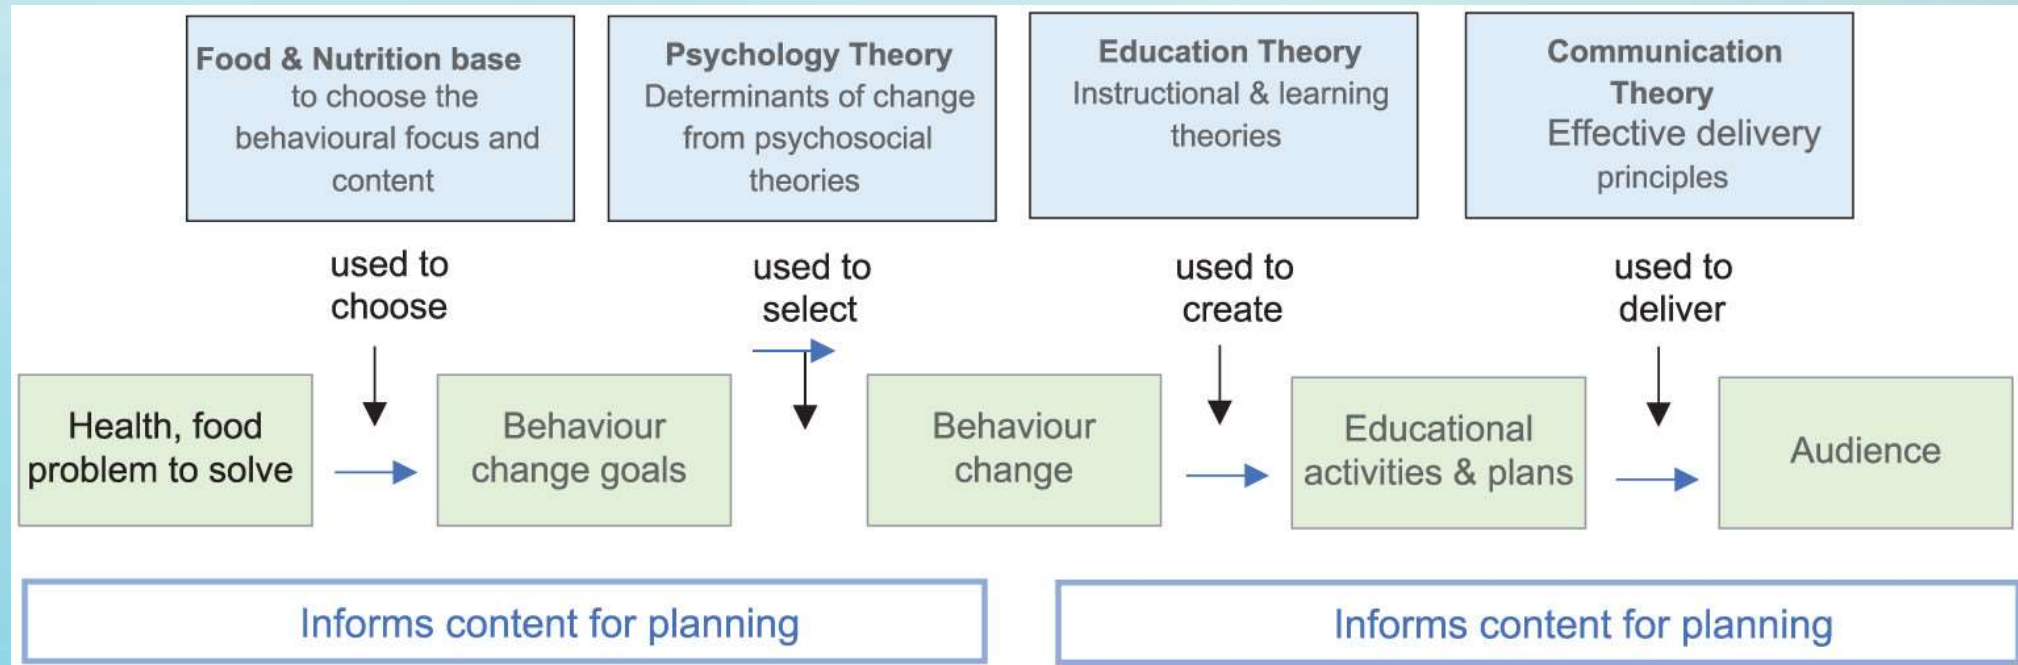 Food & Nutrition base
to choose the
behavioural focus and
content
Psychology Theory
Determinants of change
from psychosocial
theories
Education Theory
Instructional & learning
theories
Communication
Theory
Effective delivery
principles
used to
choose
used to
select
used to
create
used to
deliver
Health, food
problem to solve
Behaviour
change goals
Behaviour
change
Educational
activities & plans
Audience
Informs content for planning
Informs content for planning